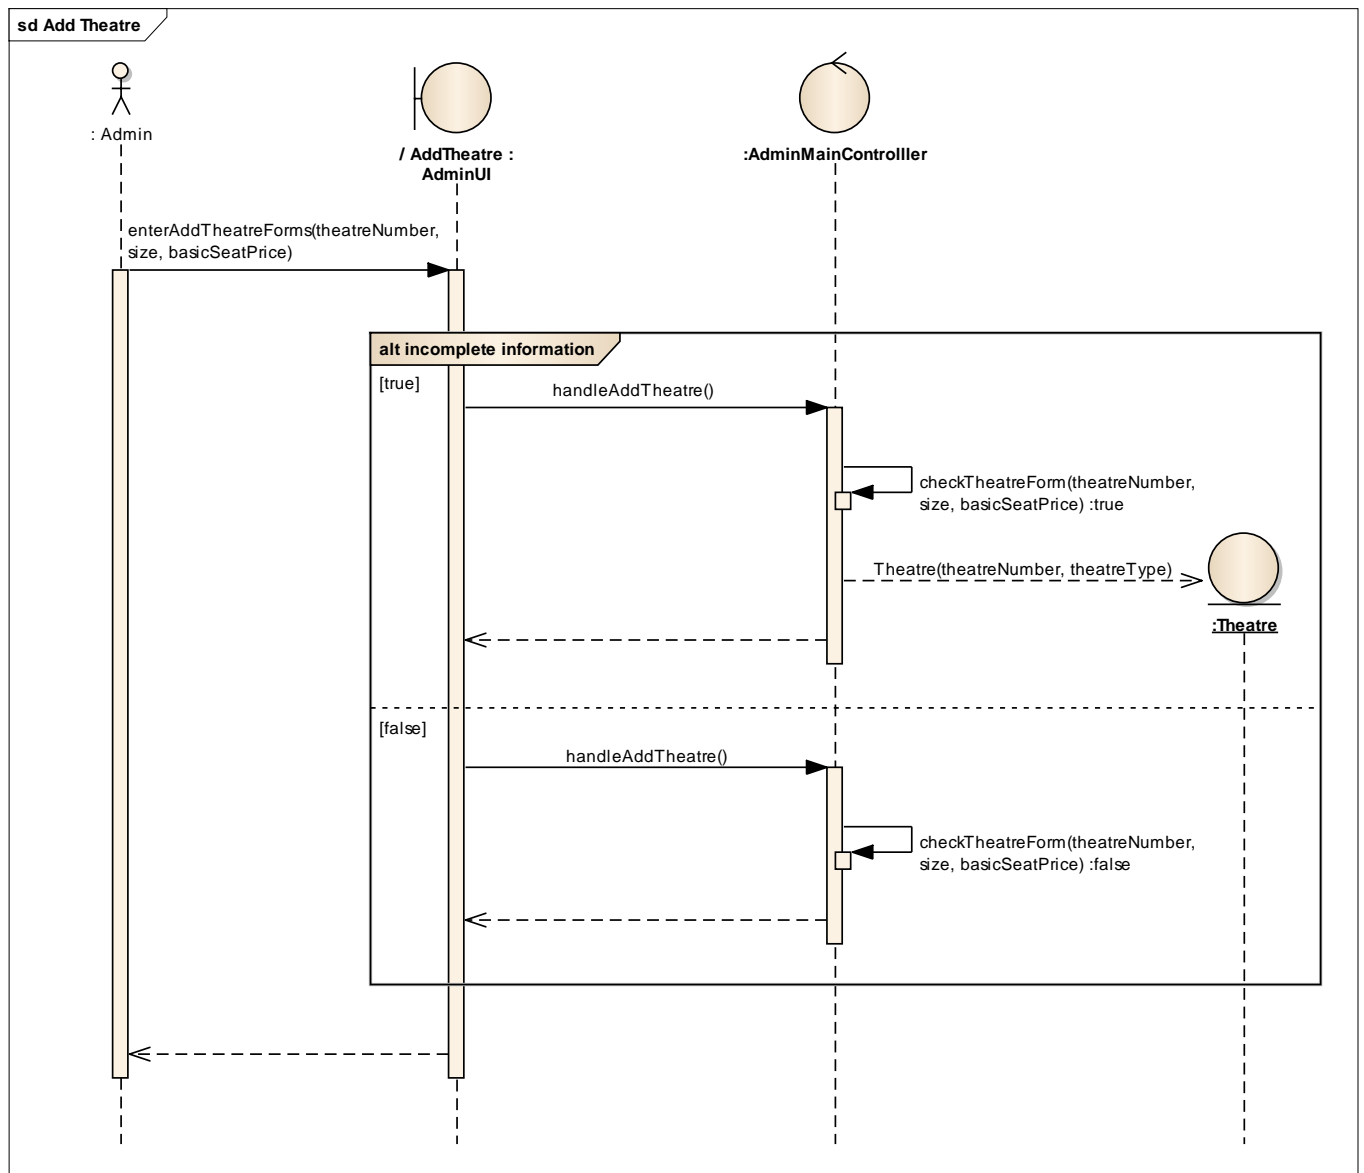 sd Add Theatre
: Admin
/ AddTheatre :
AdminUI
:AdminMainControlller
enterAddTheatreForms(theatreNumber,
size, basicSeatPrice)
alt incomplete information
[true]
handleAddTheatre()
checkTheatreForm(theatreNumber,
size, basicSeatPrice) :true
Theatre(theatreNumber, theatreType)
:Theatre
[false]
handleAddTheatre()
checkTheatreForm(theatreNumber,
size, basicSeatPrice) :false